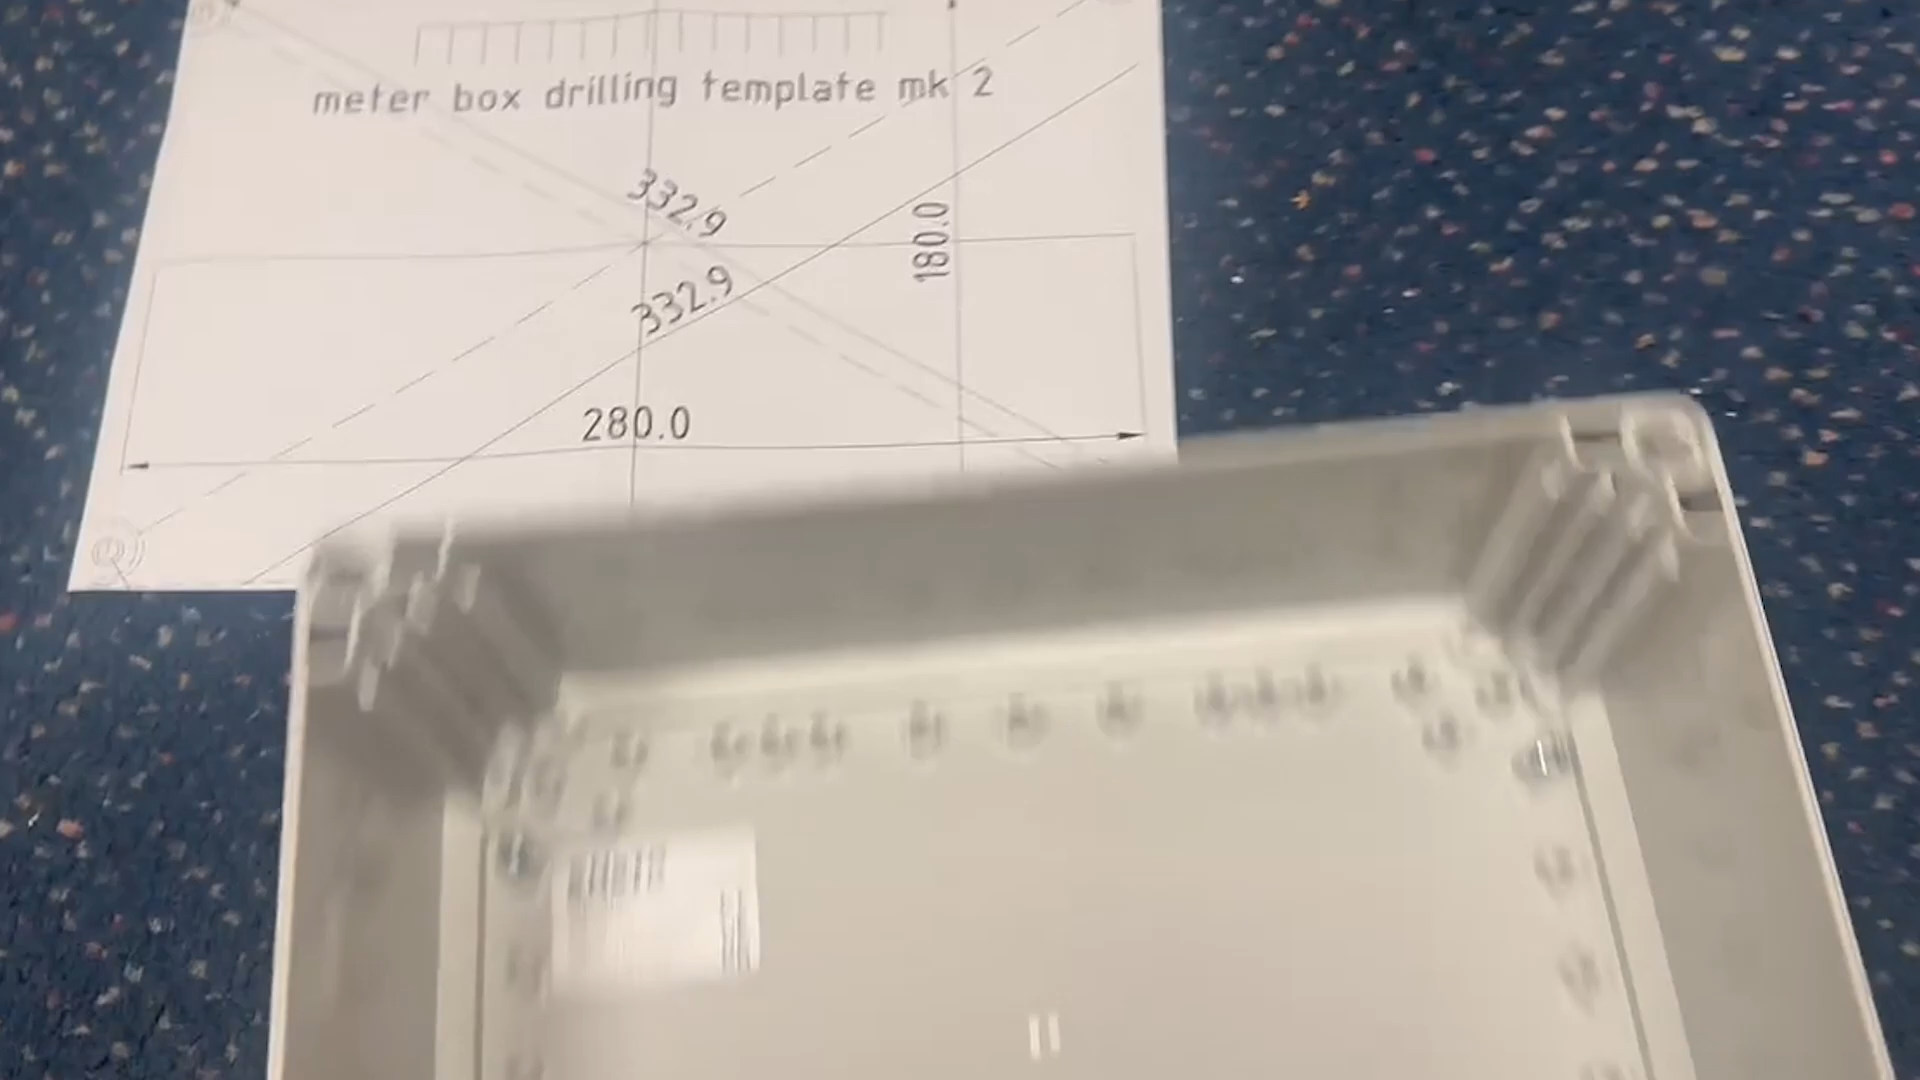 meter box drilling template mk 2
332.9
180.0
332.9
280.0